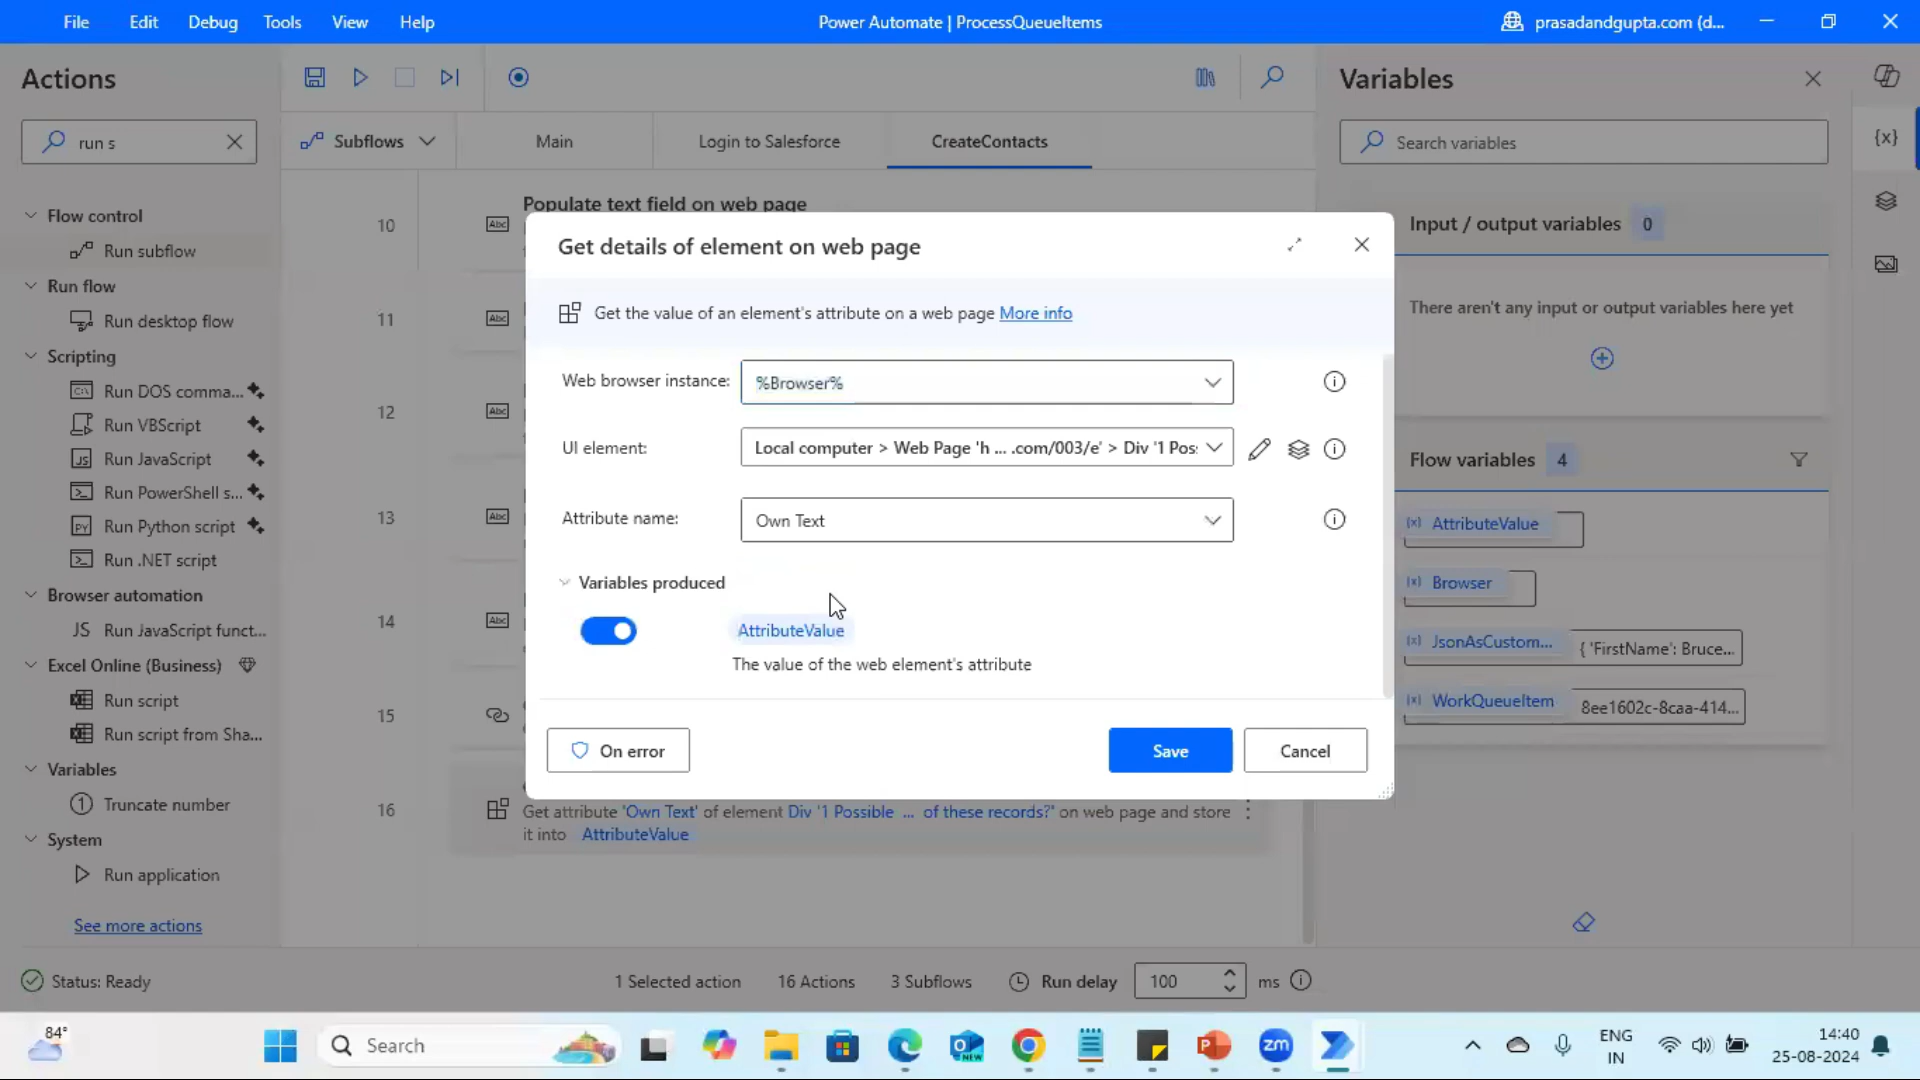 File Edit Debug Tools View Help
Power Automate | ProcessQueueItems
prasadandgupta.com (d...
Actions
run s
Flow control
Run subflow
Run flow
Run desktop flow
Scripting
Run DOS comma...
Run VBScript
Run JavaScript
Run PowerShell s...
Run Python script
Run .NET script
Browser automation
Run JavaScript funct...
Excel Online (Business)
Run script
Run script from Sha...
Variables
Truncate number
System
Run application
See more actions
Subflows
Main
Login to Salesforce
CreateContacts
10
Populate text field on web page
11
12
13
14
15
16
Get attribute 'Own Text' of element Div '1 Possible ... of these records?' on web page and store
it into AttributeValue
Get details of element on web page
Get the value of an element's attribute on a web page More info
Web browser instance: %Browser%
UI element: Local computer > Web Page 'h ... .com/003/e' > Div '1 Pos:
Attribute name: Own Text
Variables produced
AttributeValue
The value of the web element's attribute
On error
Save
Cancel
Variables
Search variables
{x}
Input / output variables 0
There aren't any input or output variables here yet
Flow variables 4
AttributeValue
Browser
JsonAsCustom... { 'FirstName': Bruce...
WorkQueueItem 8ee1602c-8caa-414...
Status: Ready
1 Selected action
16 Actions
3 Subflows
Run delay 100 ms
84°
Search
ENG
IN
14:40
25-08-2024